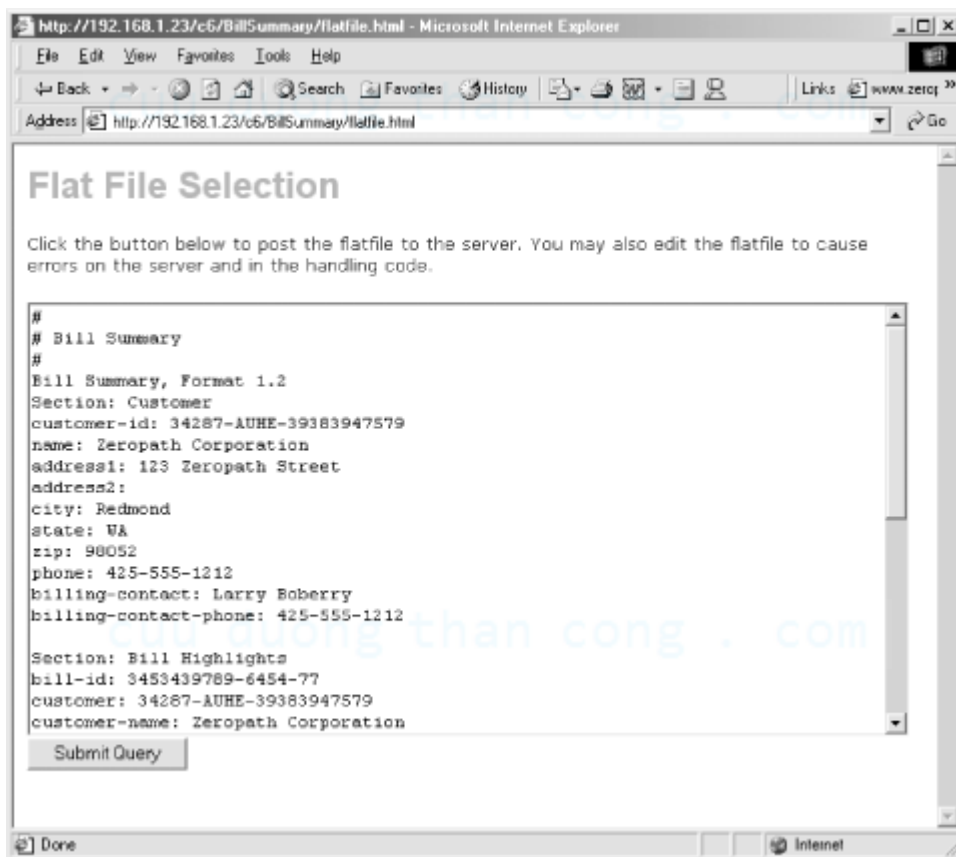 http://192.168.1.23/c6/BillSummary/flatfile.html - Microsoft Internet Explorer
File Edit View Favorites Tools Help
Back Search Favorites History Links www.zerop
Address http://192.168.1.23/c6/BillSummary/flatfile.html Go
Flat File Selection
Click the button below to post the flatfile to the server. You may also edit the flatfile to cause
errors on the server and in the handling code.
#
# Bill Summary
#
Bill Summary, Format 1.2
Section: Customer
customer-id: 34287-AUHE-39383947579
name: Zeropath Corporation
address1: 123 Zeropath Street
address2:
city: Redmond
state: WA
zip: 98052
phone: 425-555-1212
billing-contact: Larry Boberry
billing-contact-phone: 425-555-1212
cuu duong than cong . com
Section: Bill Highlights
bill-id: 3453439789-6454-77
customer: 34287-AUHE-39383947579
customer-name: Zeropath Corporation
Submit Query
Done Internet